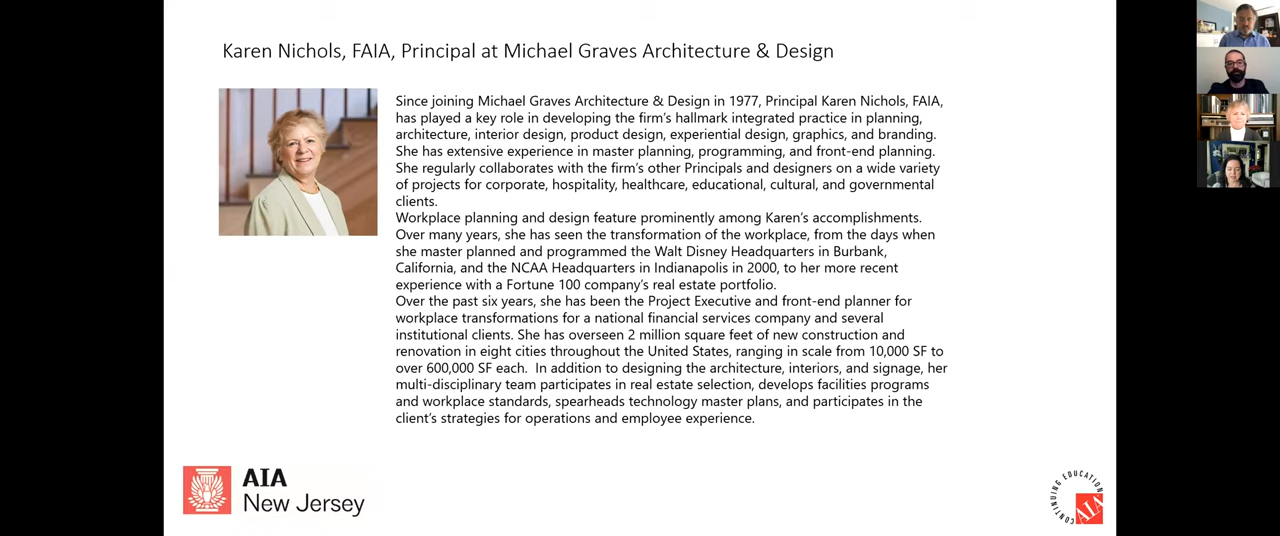 Karen Nichols, FAIA, Principal at Michael Graves Architecture & Design
Since joining Michael Graves Architecture & Design in 1977, Principal Karen Nichols, FAIA,
has played a key role in developing the firm's hallmark integrated practice in planning,
architecture, interior design, product design, experiential design, graphics, and branding.
She has extensive experience in master planning, programming, and front-end planning.
She regularly collaborates with the firm's other Principals and designers on a wide variety
of projects for corporate, hospitality, healthcare, educational, cultural, and governmental
clients.
Workplace planning and design feature prominently among Karen's accomplishments.
Over many years, she has seen the transformation of the workplace, from the days when
she master planned and programmed the Walt Disney Headquarters in Burbank,
California, and the NCAA Headquarters in Indianapolis in 2000, to her more recent
experience with a Fortune 100 company's real estate portfolio.
Over the past six years, she has been the Project Executive and front-end planner for
workplace transformations for a national financial services company and several
institutional clients. She has overseen 2 million square feet of new construction and
renovation in eight cities throughout the United States, ranging in scale from 10,000 SF to
over 600,000 SF each.  In addition to designing the architecture, interiors, and signage, her
multi-disciplinary team participates in real estate selection, develops facilities programs
and workplace standards, spearheads technology master plans, and participates in the
client's strategies for operations and employee experience.
AIA
New Jersey
CONTINUING EDUCATION
AIA